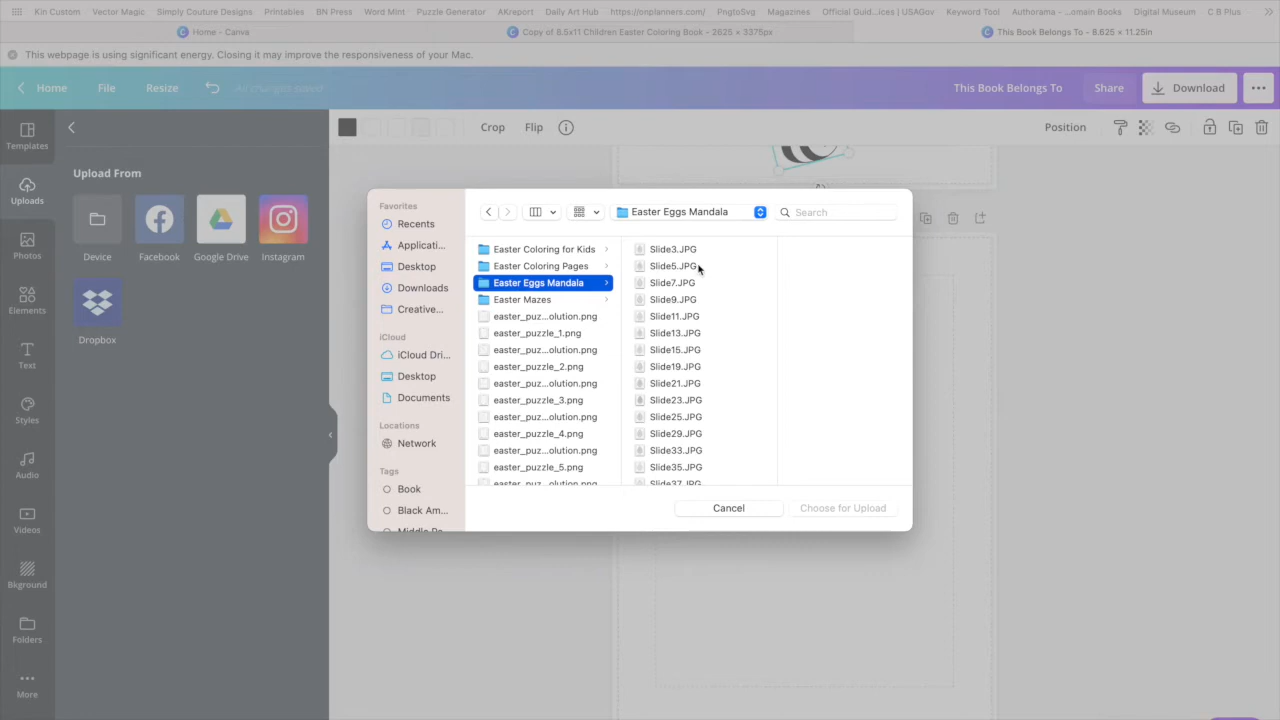 Kin Custom Vector Magic Simply Couture Designs Printables BN Press Word Mint Puzzle Generator AKreport Daily Art Hub https://onplanners.com/ PngtoSvg Magazines Official Guid...ices | USAGov Keyword Tool Authorama - ...omain Books Digital Museum C B Plus
Home - Canva
Copy of 8.5x11 Children Easter Coloring Book - 2625 × 3375px
This Book Belongs To - 8.625 × 11.25in
This webpage is using significant energy. Closing it may improve the responsiveness of your Mac.
Home File Resize All changes saved This Book Belongs To Share Download
Crop Flip Position
Templates
Uploads
Photos
Elements
Text
Styles
Audio
Videos
Bkground
Folders
More
Upload From
Device Facebook Google Drive Instagram
Dropbox
Favorites
Recents
Applicati...
Desktop
Downloads
Creative...
iCloud
iCloud Dri...
Desktop
Documents
Locations
Network
Tags
Book
Black Am...
Easter Eggs Mandala
Search
Easter Coloring for Kids
Easter Coloring Pages
Easter Eggs Mandala
Easter Mazes
easter_puz...olution.png
easter_puzzle_1.png
easter_puz...olution.png
easter_puzzle_2.png
easter_puz...olution.png
easter_puzzle_3.png
easter_puz...olution.png
easter_puzzle_4.png
easter_puz...olution.png
easter_puzzle_5.png
easter_puz...olution.png
Slide3.JPG
Slide5.JPG
Slide7.JPG
Slide9.JPG
Slide11.JPG
Slide13.JPG
Slide15.JPG
Slide19.JPG
Slide21.JPG
Slide23.JPG
Slide25.JPG
Slide29.JPG
Slide33.JPG
Slide35.JPG
Slide37.JPG
Cancel
Choose for Upload